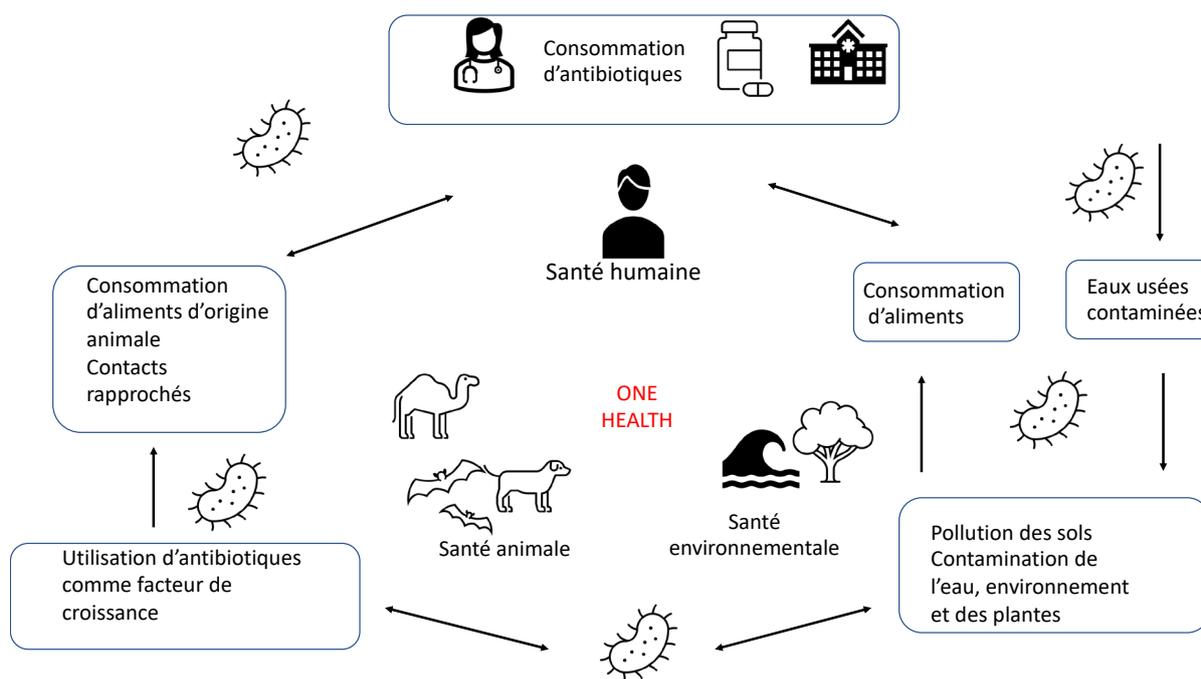 Consommation
d’antibiotiques
Santé humaine
Consommation
d’aliments d’origine
animale
Contacts
rapprochés
Consommation
d’aliments
Eaux usées
contaminées
ONE
HEALTH
Santé animale
Santé
environnementale
Utilisation d’antibiotiques
comme facteur de
croissance
Pollution des sols
Contamination de
l’eau, environnement
et des plantes